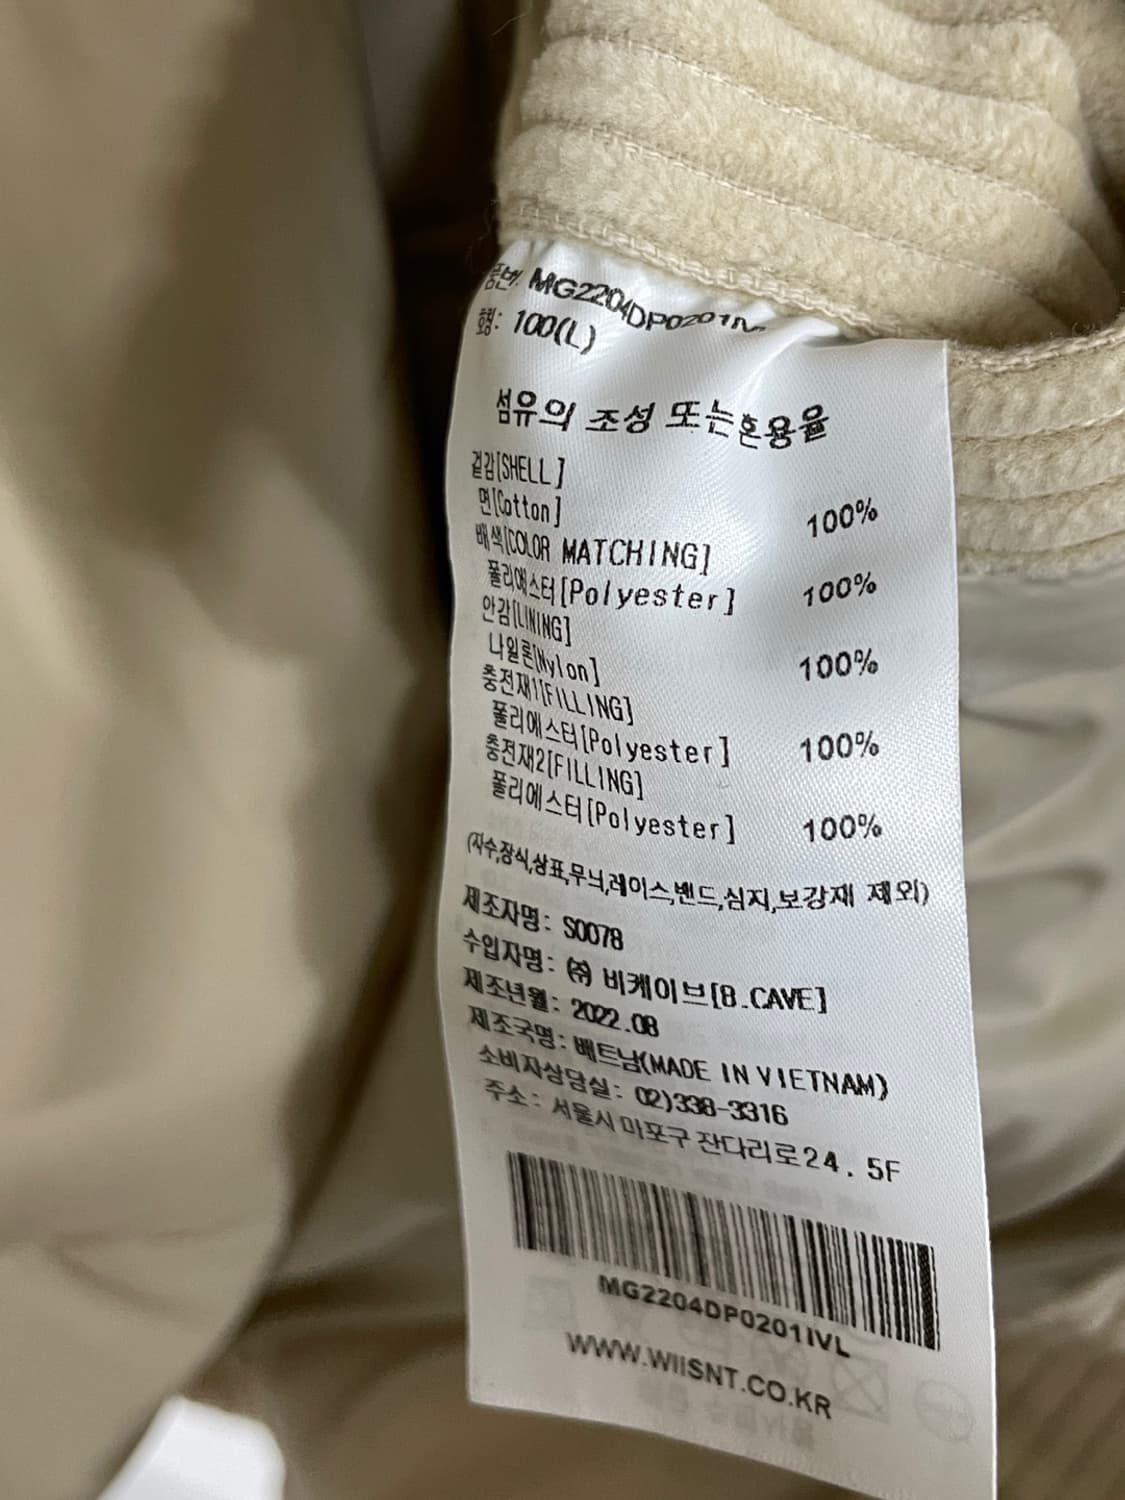 품번: MG2204DP0201IV
호칭: 100(L)
섬유의 조성 또는혼용율
겉감[SHELL]
면[Cotton] 100%
배색[COLOR MATCHING]
폴리에스터[Polyester] 100%
안감[LINING]
나일론[Nylon] 100%
충전재1[FILLING]
폴리에스터[Polyester] 100%
충전재2[FILLING]
폴리에스터[Polyester] 100%
(자수,장식,상표,무늬,레이스,밴드,심지,보강재 제외)
제조자명: S0078
수입자명: ㈜ 비케이브[B.CAVE]
제조년월: 2022.08
제조국명: 베트남(MADE IN VIETNAM)
소비자상담실: 02)338-3316
주소: 서울시 마포구 잔다리로24. 5F
MG2204DP0201IVL
WWW.WIISNT.CO.KR